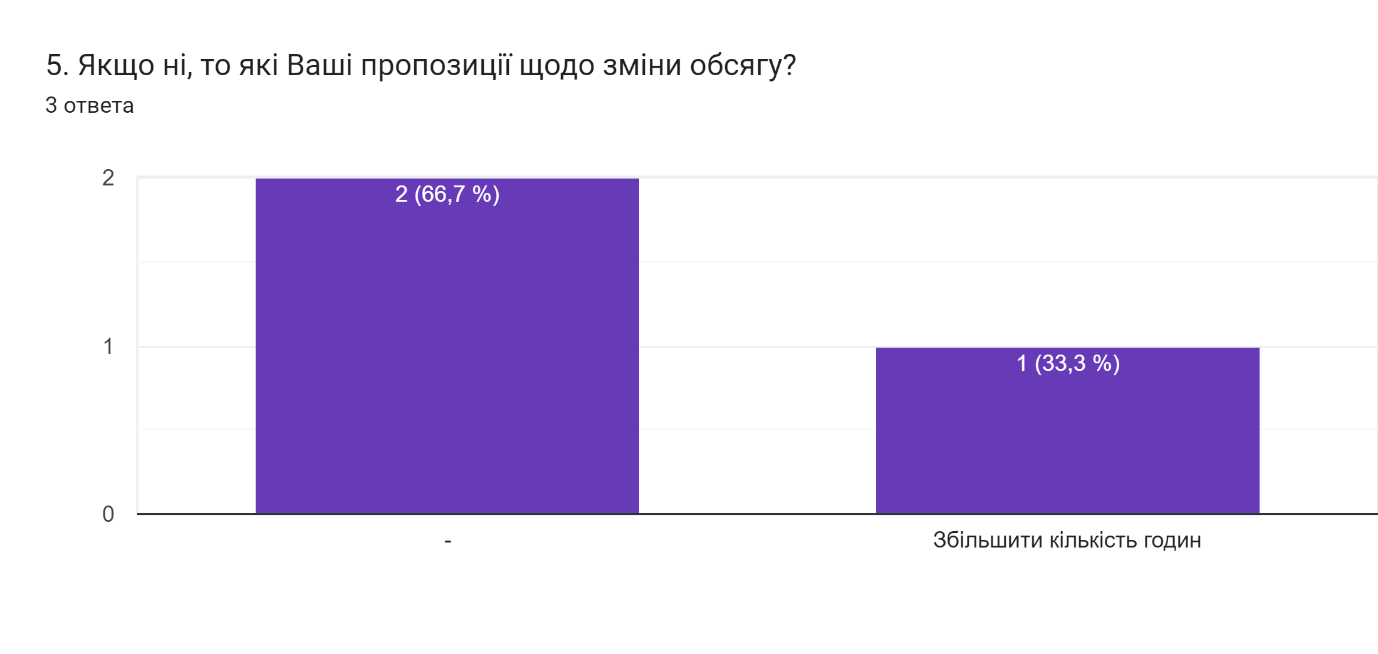 5. Якщо ні, то які Ваші пропозиції щодо зміни обсягу?
3 ответа
2
2 (66,7 %)
1
1 (33,3 %)
0
-
Збільшити кількість годин